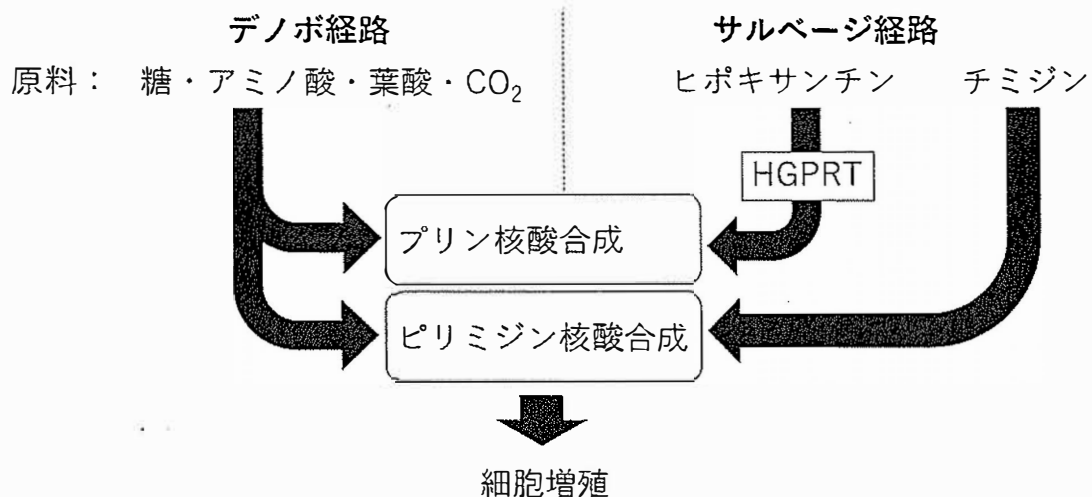 デノボ経路
サルベージ経路
原料： 糖・アミノ酸・葉酸・CO₂
ヒポキサンチン
チミジン
HGPRT
プリン核酸合成
ピリミジン核酸合成
細胞増殖